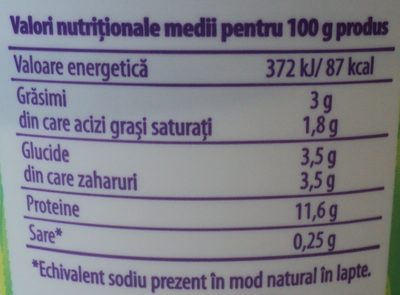 Valori nutriționale medii pentru 100 g produs
Valoare energetică 372 kJ/ 87 kcal
Grăsimi 3 g
din care acizi grași saturați 1,8 g
Glucide 3,5 g
din care zaharuri 3,5 g
Proteine 11,6 g
Sare* 0,25 g
*Echivalent sodiu prezent în mod natural în lapte.